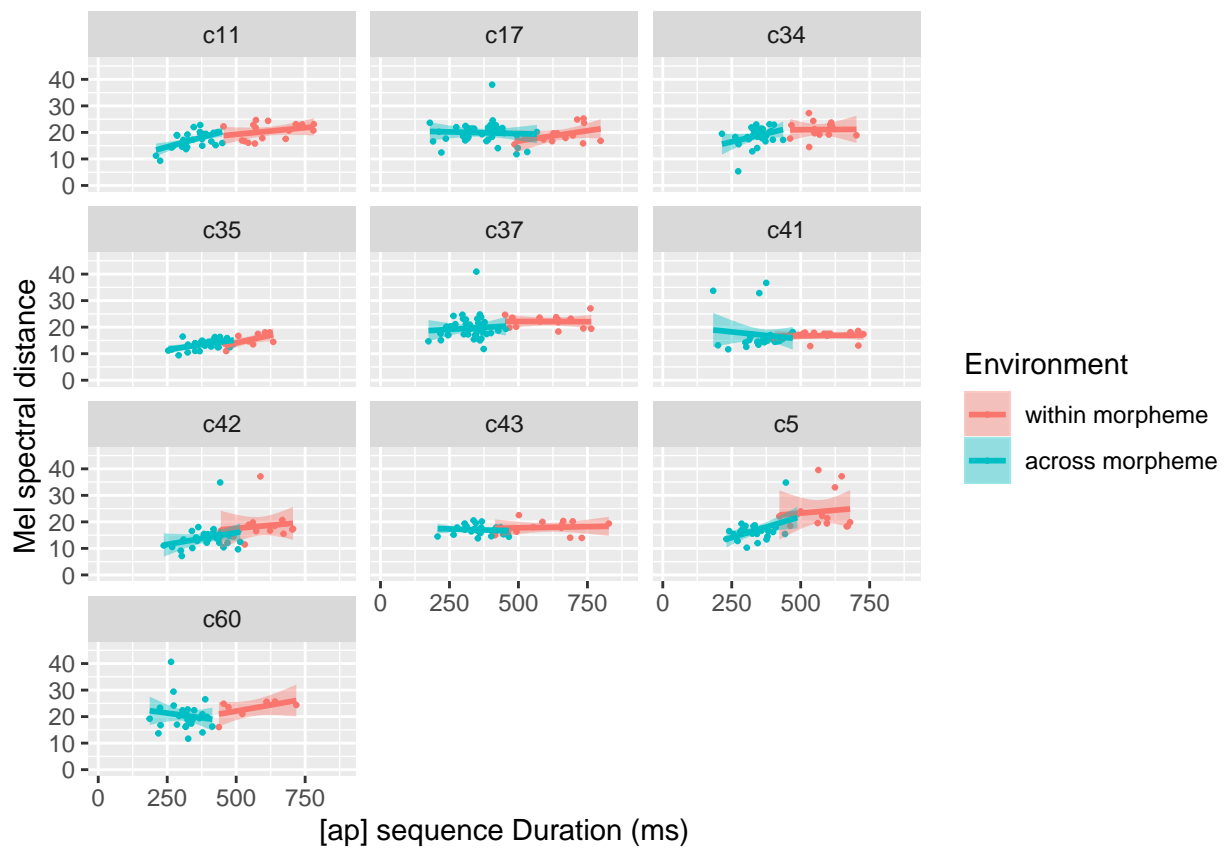 c11 c17 c34
40
30
20
10
0
c35 c37 c41
40
30
20
10
0
c42 c43 c5
40
30
20
10
0
0 250 500 750 0 250 500 750
c60
40
30
20
10
0
0 250 500 750
[ap] sequence Duration (ms)
Mel spectral distance
Environment
within morpheme
across morpheme